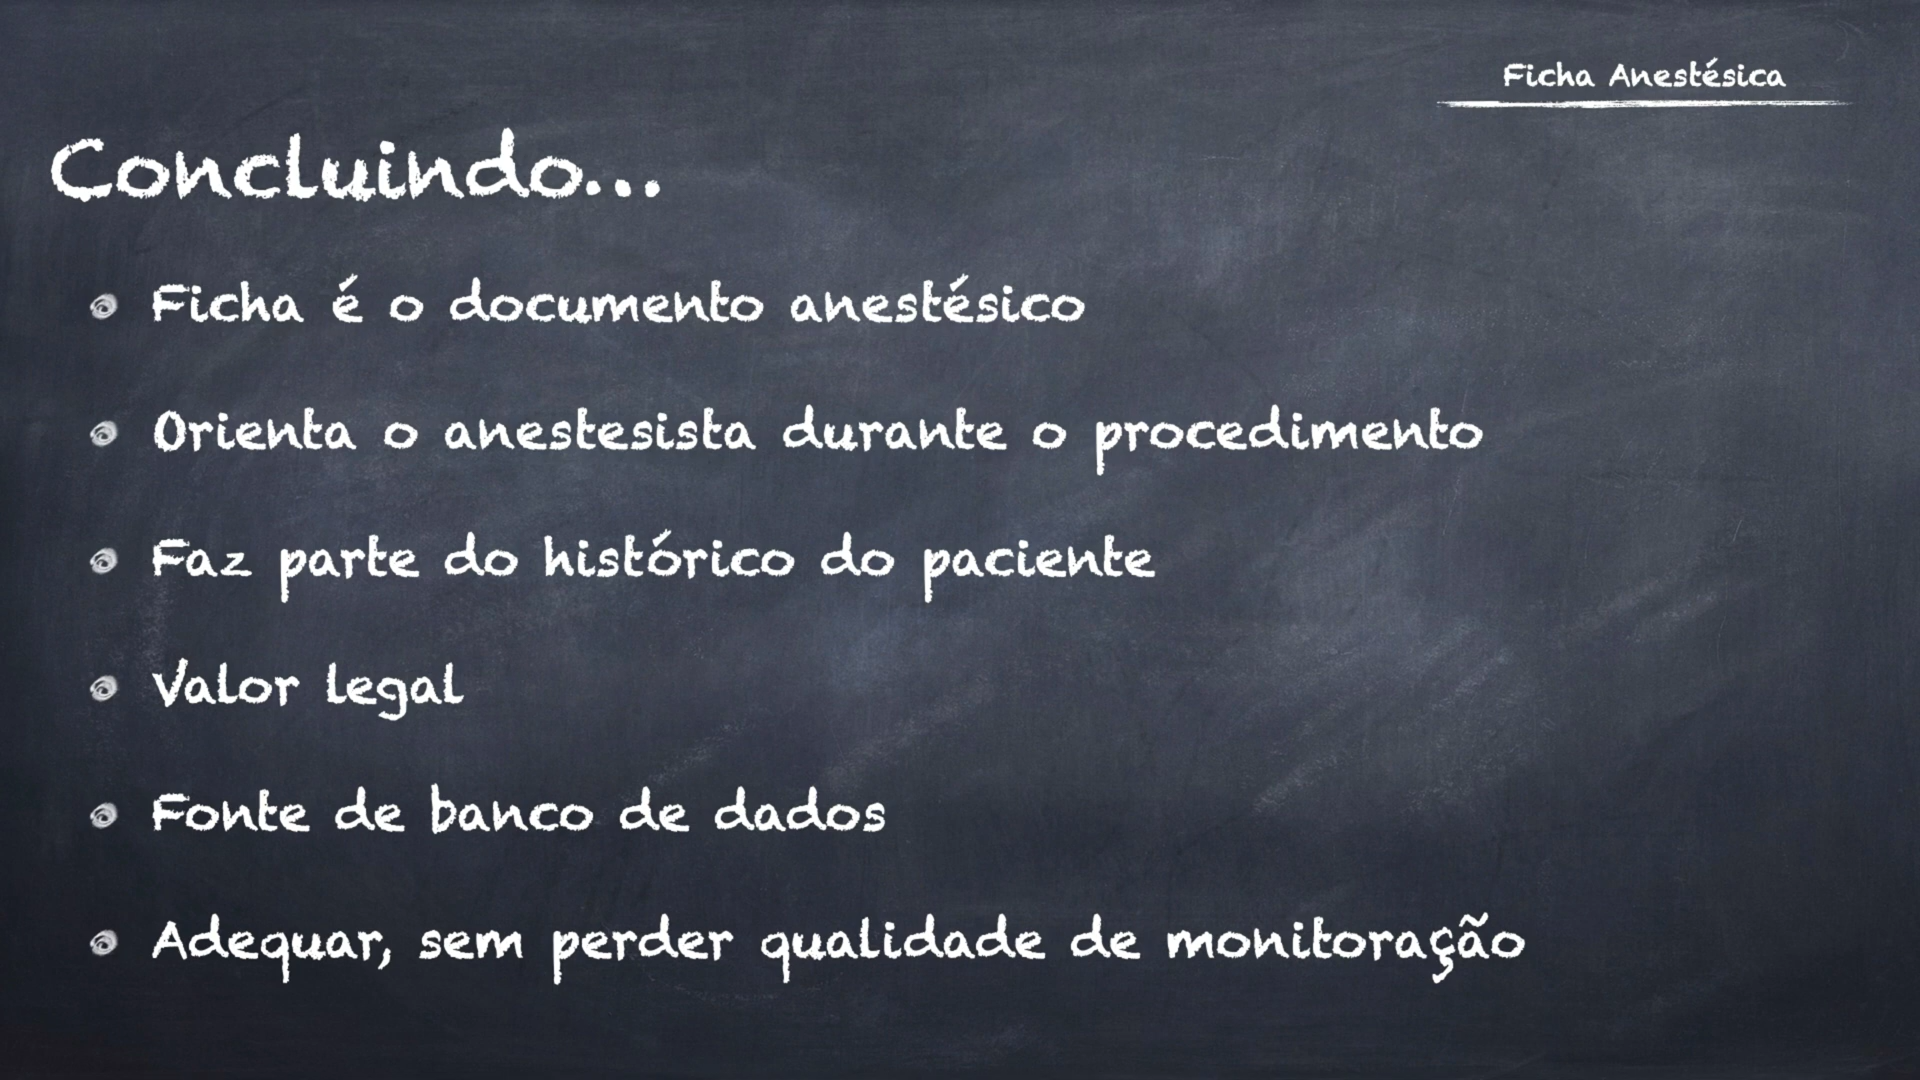 Ficha Anestésica
Concluindo...
Ficha é o documento anestésico
Orienta o anestesista durante o procedimento
Faz parte do histórico do paciente
Valor legal
Fonte de banco de dados
Adequar, sem perder qualidade de monitoração